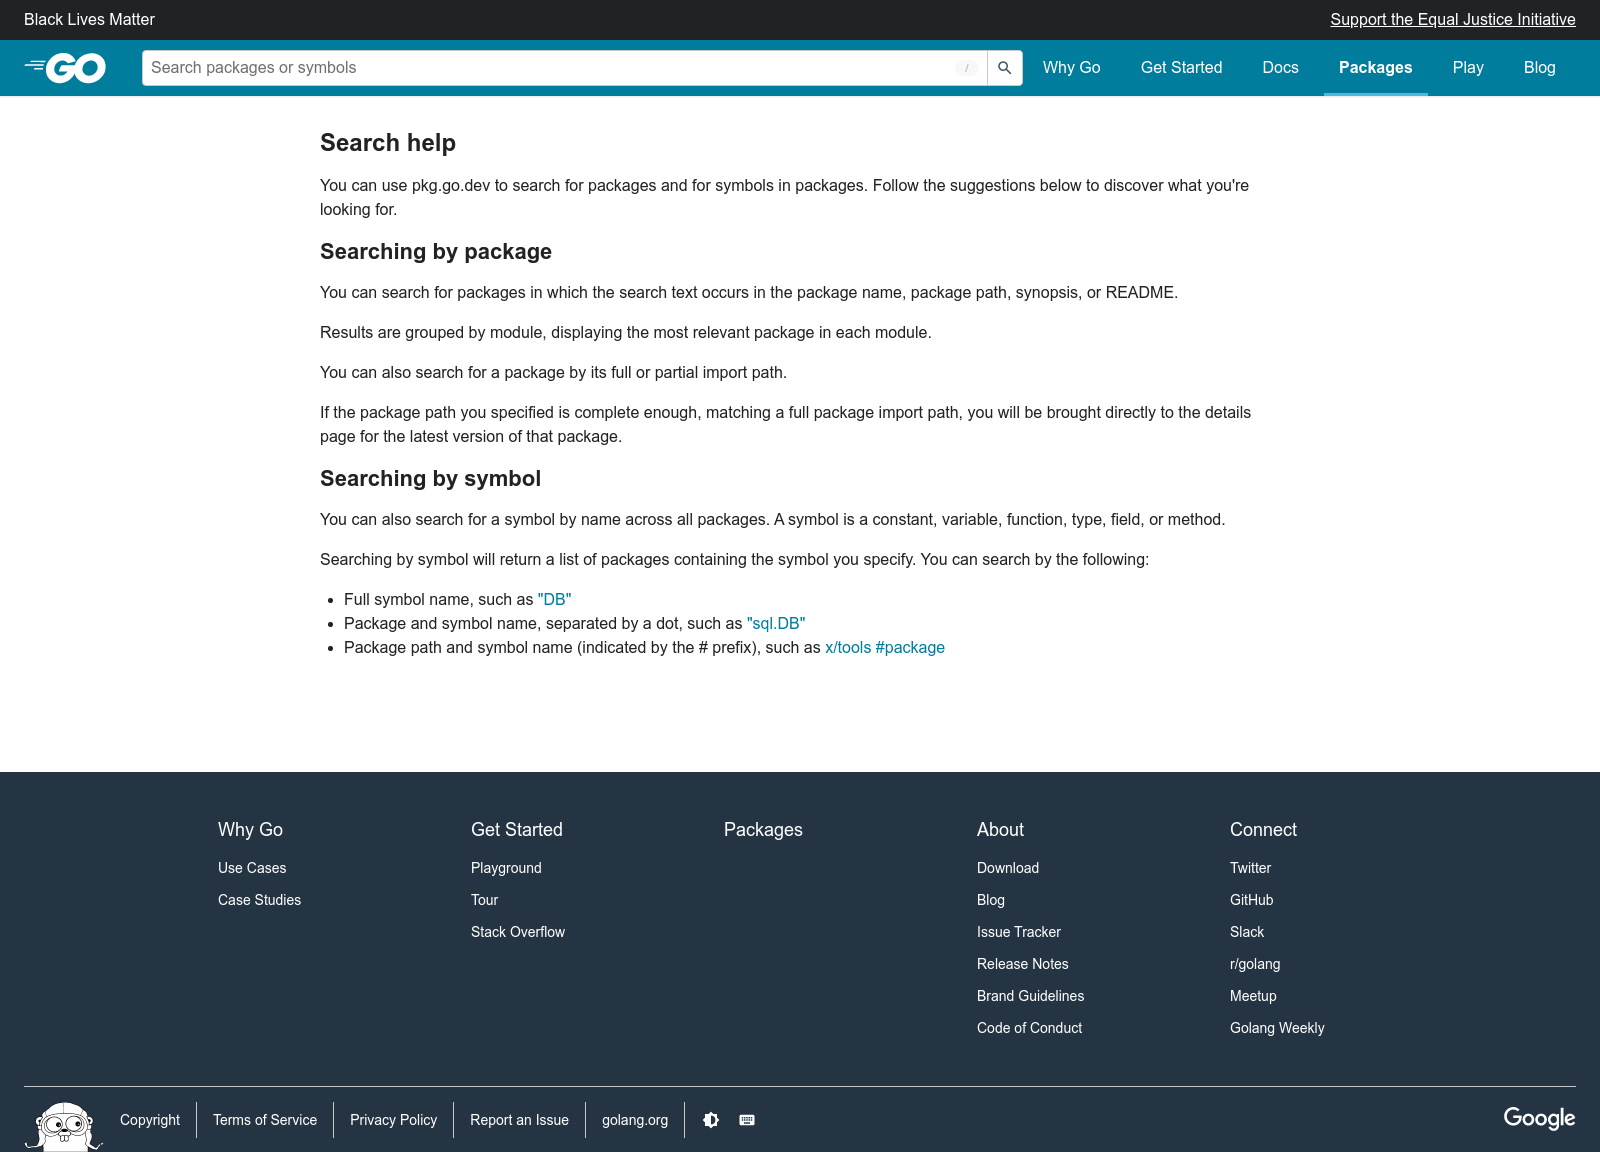 Black Lives Matter
Support the Equal Justice Initiative
GO
Search packages or symbols
/
Why Go
Get Started
Docs
Packages
Play
Blog
Search help
You can use pkg.go.dev to search for packages and for symbols in packages. Follow the suggestions below to discover what you're
looking for.
Searching by package
You can search for packages in which the search text occurs in the package name, package path, synopsis, or README.
Results are grouped by module, displaying the most relevant package in each module.
You can also search for a package by its full or partial import path.
If the package path you specified is complete enough, matching a full package import path, you will be brought directly to the details
page for the latest version of that package.
Searching by symbol
You can also search for a symbol by name across all packages. A symbol is a constant, variable, function, type, field, or method.
Searching by symbol will return a list of packages containing the symbol you specify. You can search by the following:
• Full symbol name, such as "DB"
• Package and symbol name, separated by a dot, such as "sql.DB"
• Package path and symbol name (indicated by the # prefix), such as x/tools #package
Why Go
Use Cases
Case Studies
Get Started
Playground
Tour
Stack Overflow
Packages
About
Download
Blog
Issue Tracker
Release Notes
Brand Guidelines
Code of Conduct
Connect
Twitter
GitHub
Slack
r/golang
Meetup
Golang Weekly
Copyright
Terms of Service
Privacy Policy
Report an Issue
golang.org
Google